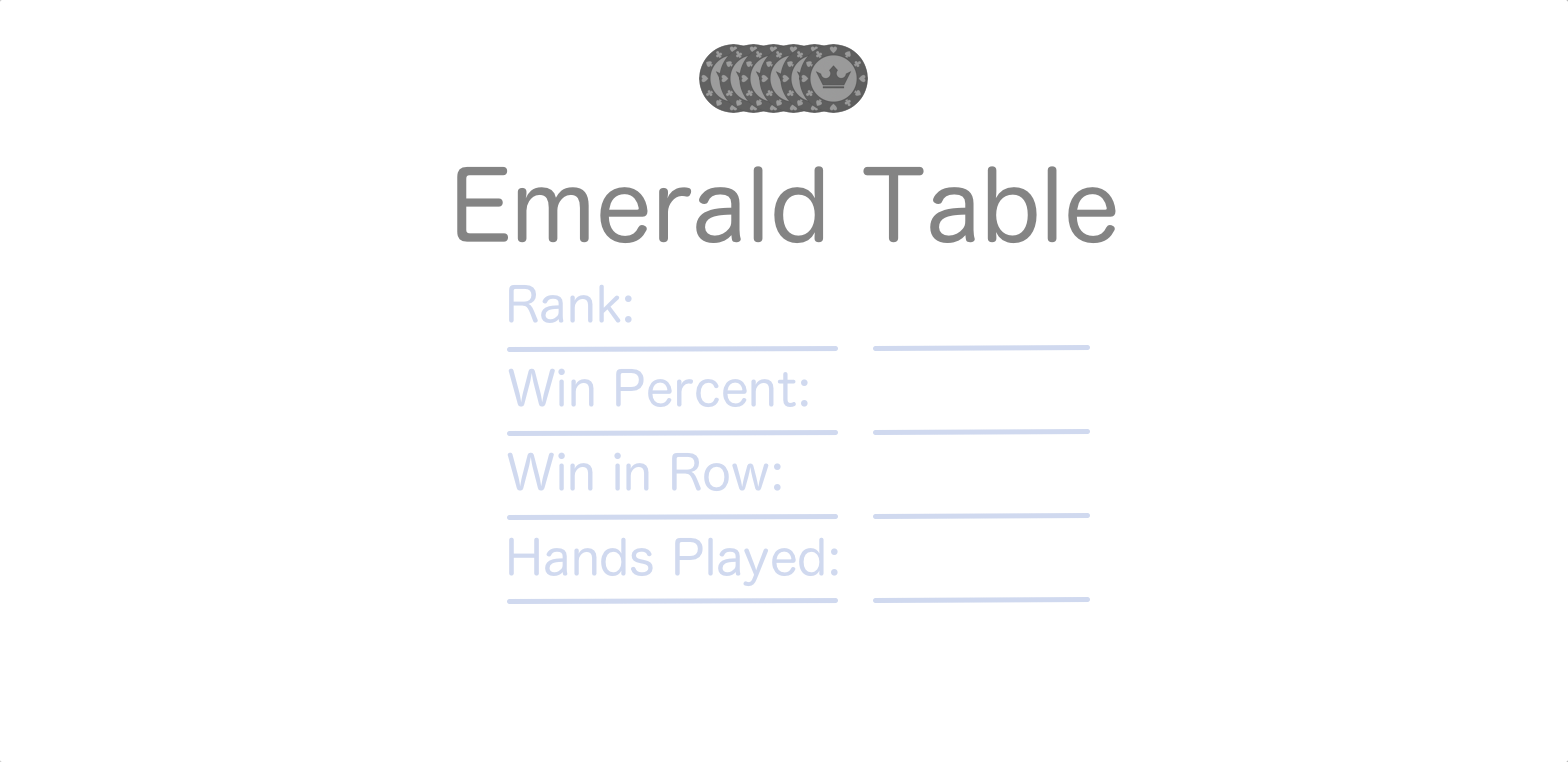 Emerald Table
Rank:
Win Percent:
Win in Row:
Hands Played: